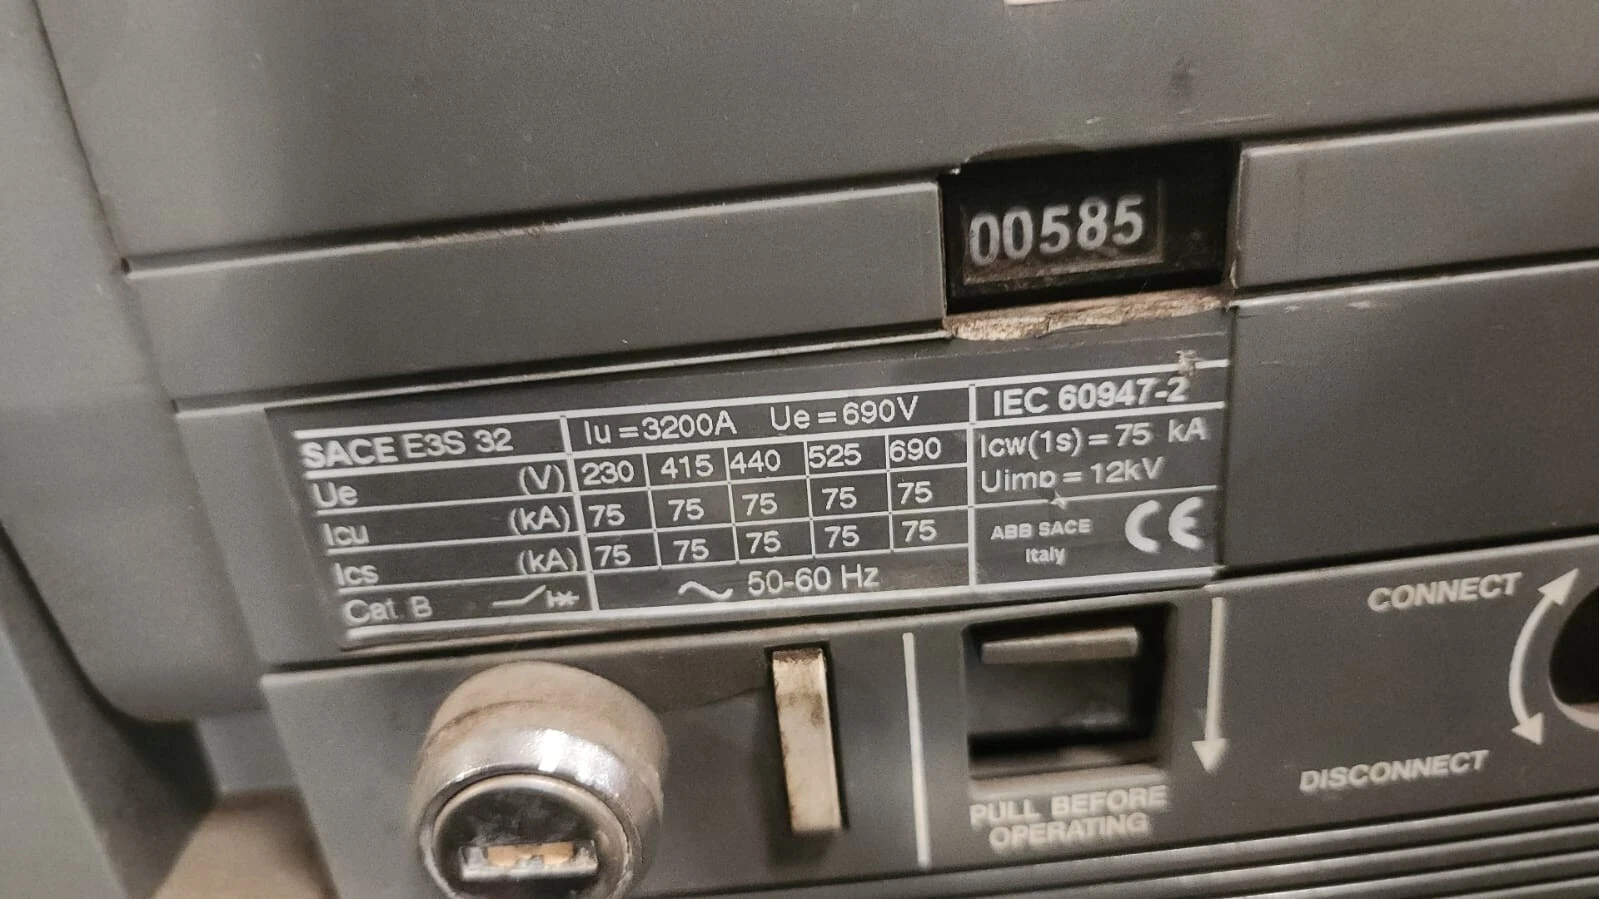 00585
SACE E3S 32 Iu=3200A Ue=690V IEC 60947-2
Ue (V) 230 415 440 525 690 Icw(1s)=75 kA
Icu (kA) 75 75 75 75 75 Uimp=12kV
Ics (kA) 75 75 75 75 75 ABB SACE CE
Italy
Cat. B 50-60 Hz
CONNECT
DISCONNECT
PULL BEFORE
OPERATING